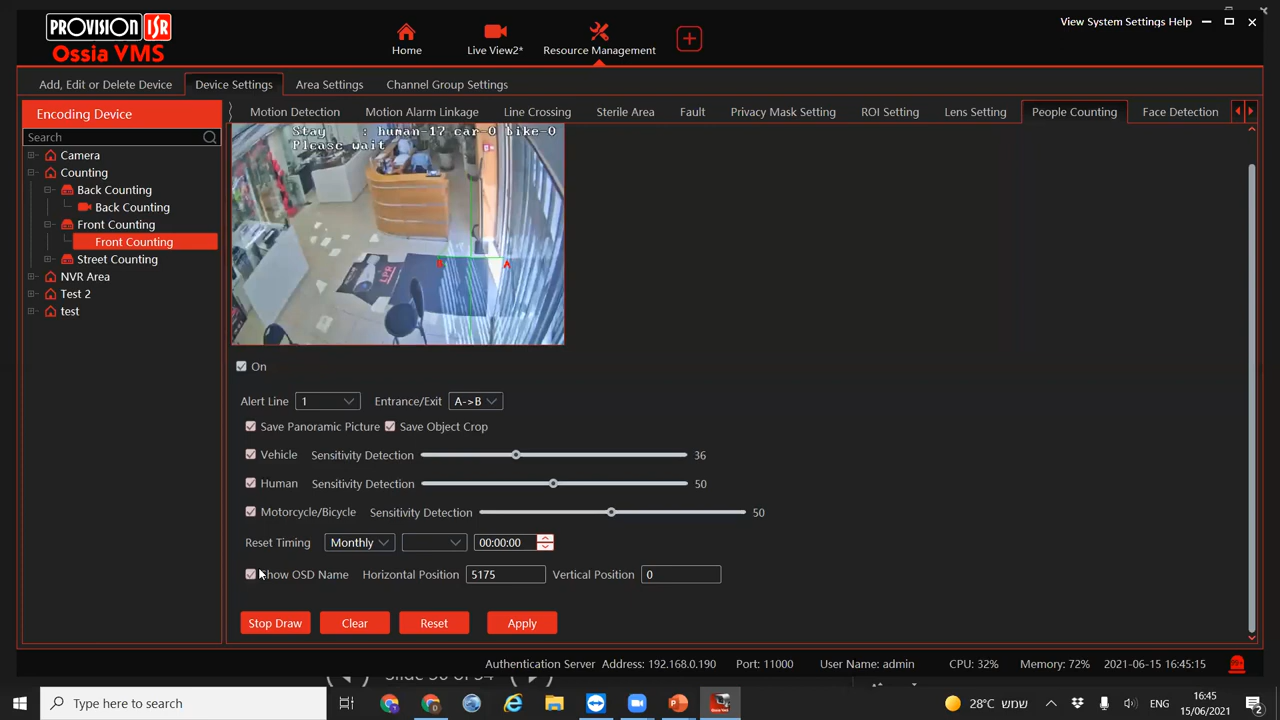 PROVISION ISR
Ossia VMS
Home
Live View2*
Resource Management
View System Settings Help
Add, Edit or Delete Device
Device Settings
Area Settings
Channel Group Settings
Encoding Device
Search
Camera
Counting
Back Counting
Back Counting
Front Counting
Front Counting
Street Counting
NVR Area
Test 2
test
Motion Detection
Motion Alarm Linkage
Line Crossing
Sterile Area
Fault
Privacy Mask Setting
ROI Setting
Lens Setting
People Counting
Face Detection
Stay : human-17 car-0 bike-0
Please wait
LPR
B
A
On
Alert Line 1 Entrance/Exit A->B
Save Panoramic Picture Save Object Crop
Vehicle Sensitivity Detection 36
Human Sensitivity Detection 50
Motorcycle/Bicycle Sensitivity Detection 50
Reset Timing Monthly 00:00:00
Show OSD Name Horizontal Position 5175 Vertical Position 0
Stop Draw Clear Reset Apply
Authentication Server Address: 192.168.0.190 Port: 11000 User Name: admin CPU: 32% Memory: 72% 2021-06-15 16:45:15
Type here to search
28°C שמש
ENG
16:45
15/06/2021
2